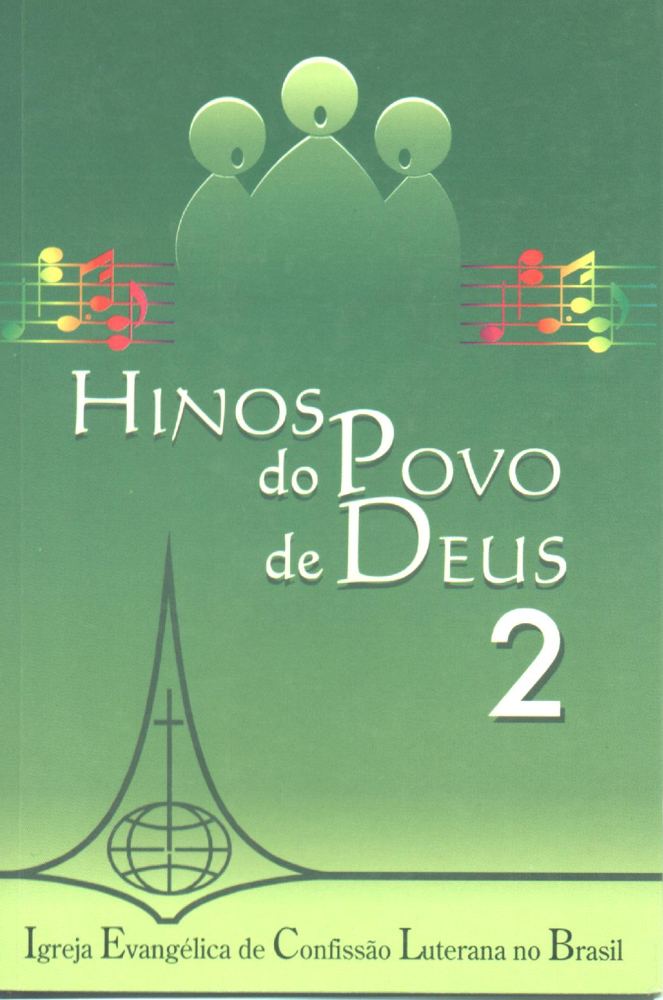 HINOS
do POVO
de DEUS
2
Igreja Evangélica de Confissão Luterana no Brasil